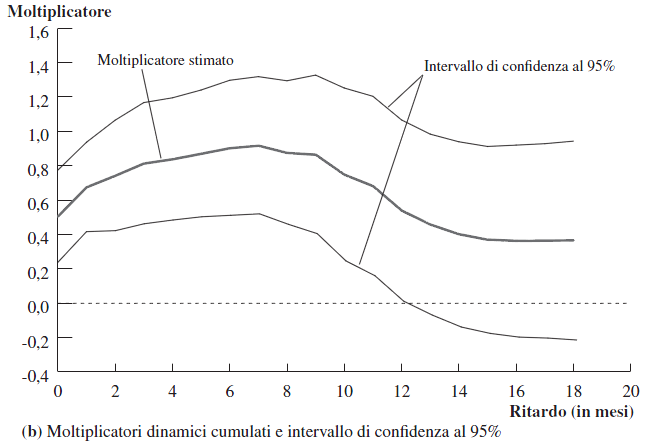 Moltiplicatore
1,6
1,4
1,2
1,0
0,8
0,6
0,4
0,2
0,0
-0,2
-0,4
Moltiplicatore stimato
Intervallo di confidenza al 95%
0 2 4 6 8 10 12 14 16 18 20
Ritardo (in mesi)
(b) Moltiplicatori dinamici cumulati e intervallo di confidenza al 95%